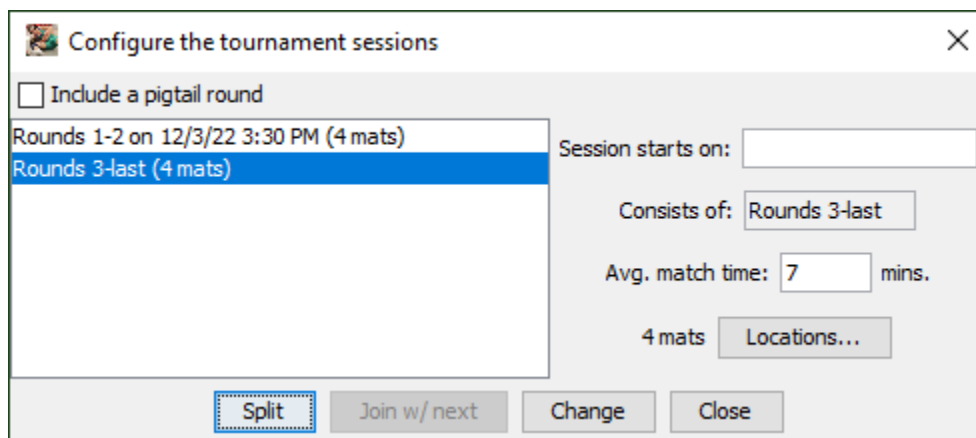 Configure the tournament sessions
Include a pigtail round
Rounds 1-2 on 12/3/22 3:30 PM (4 mats)
Rounds 3-last (4 mats)
Session starts on:
Consists of: Rounds 3-last
Avg. match time: 7 mins.
4 mats Locations...
Split Join w/ next Change Close